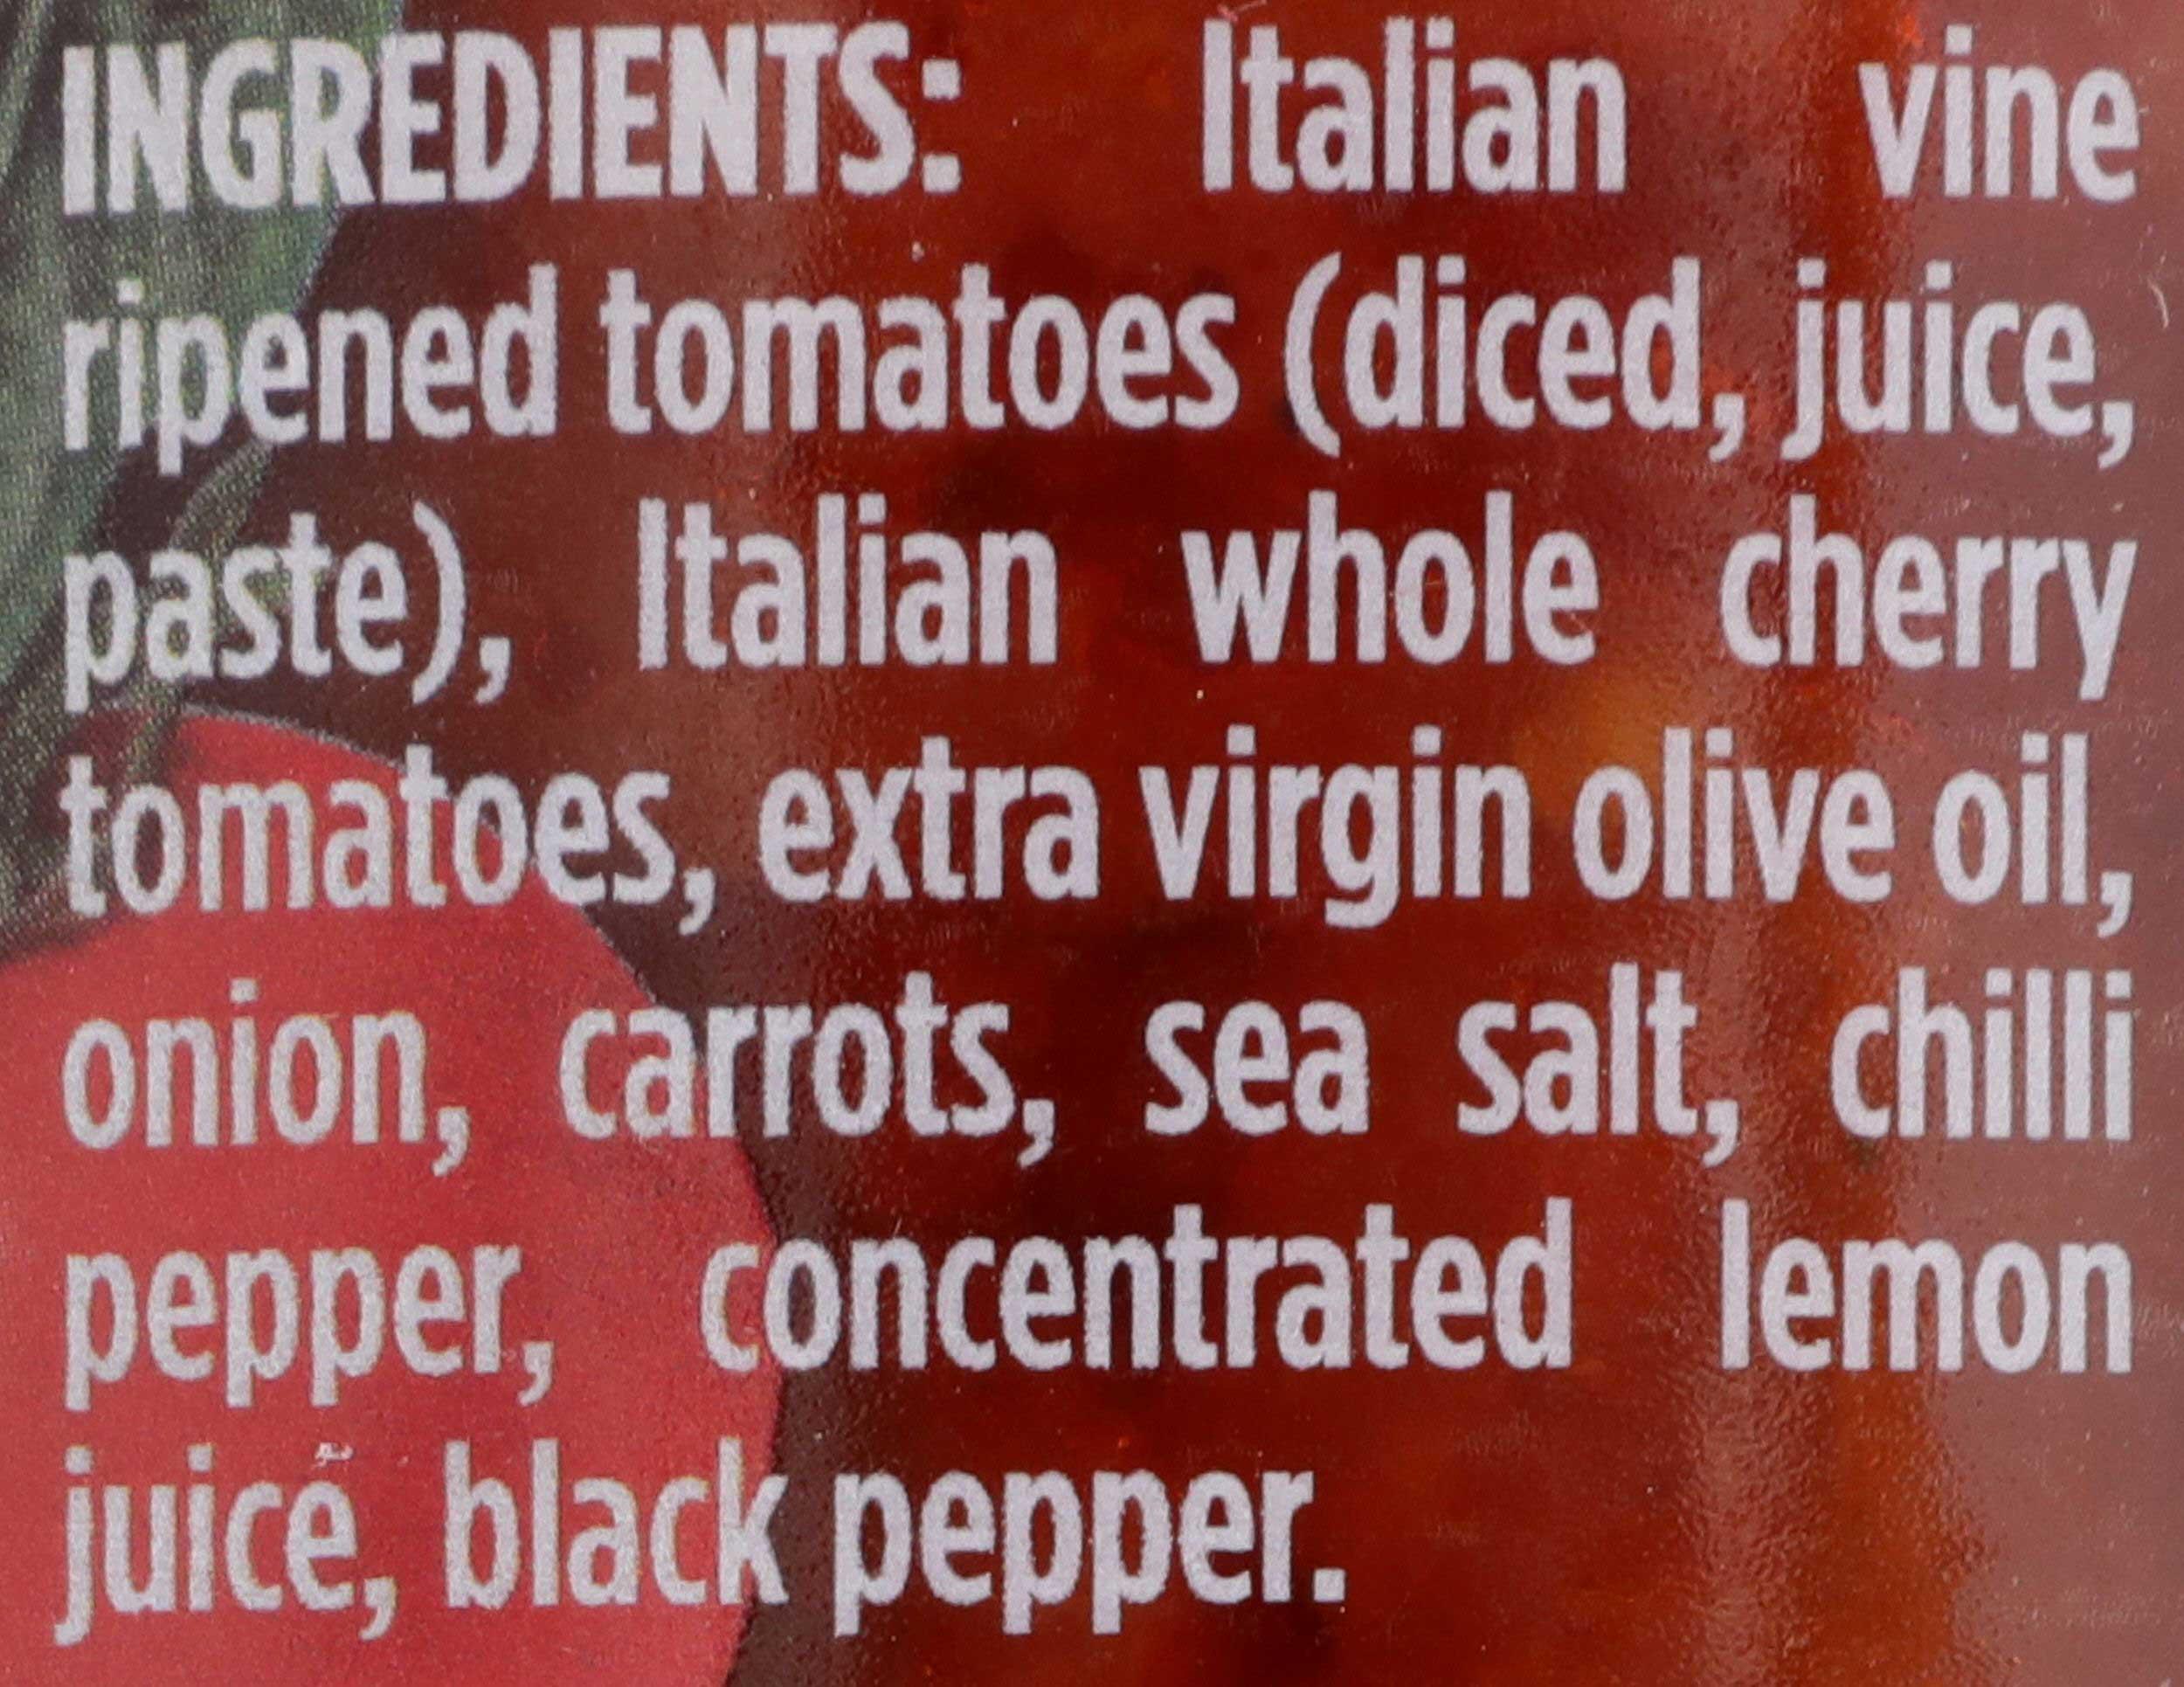 INGREDIENTS: Italian vine
ripened tomatoes (diced, juice,
paste), Italian whole cherry
tomatoes, extra virgin olive oil,
onion, carrots, sea salt, chilli
pepper, concentrated lemon
juice, black pepper.